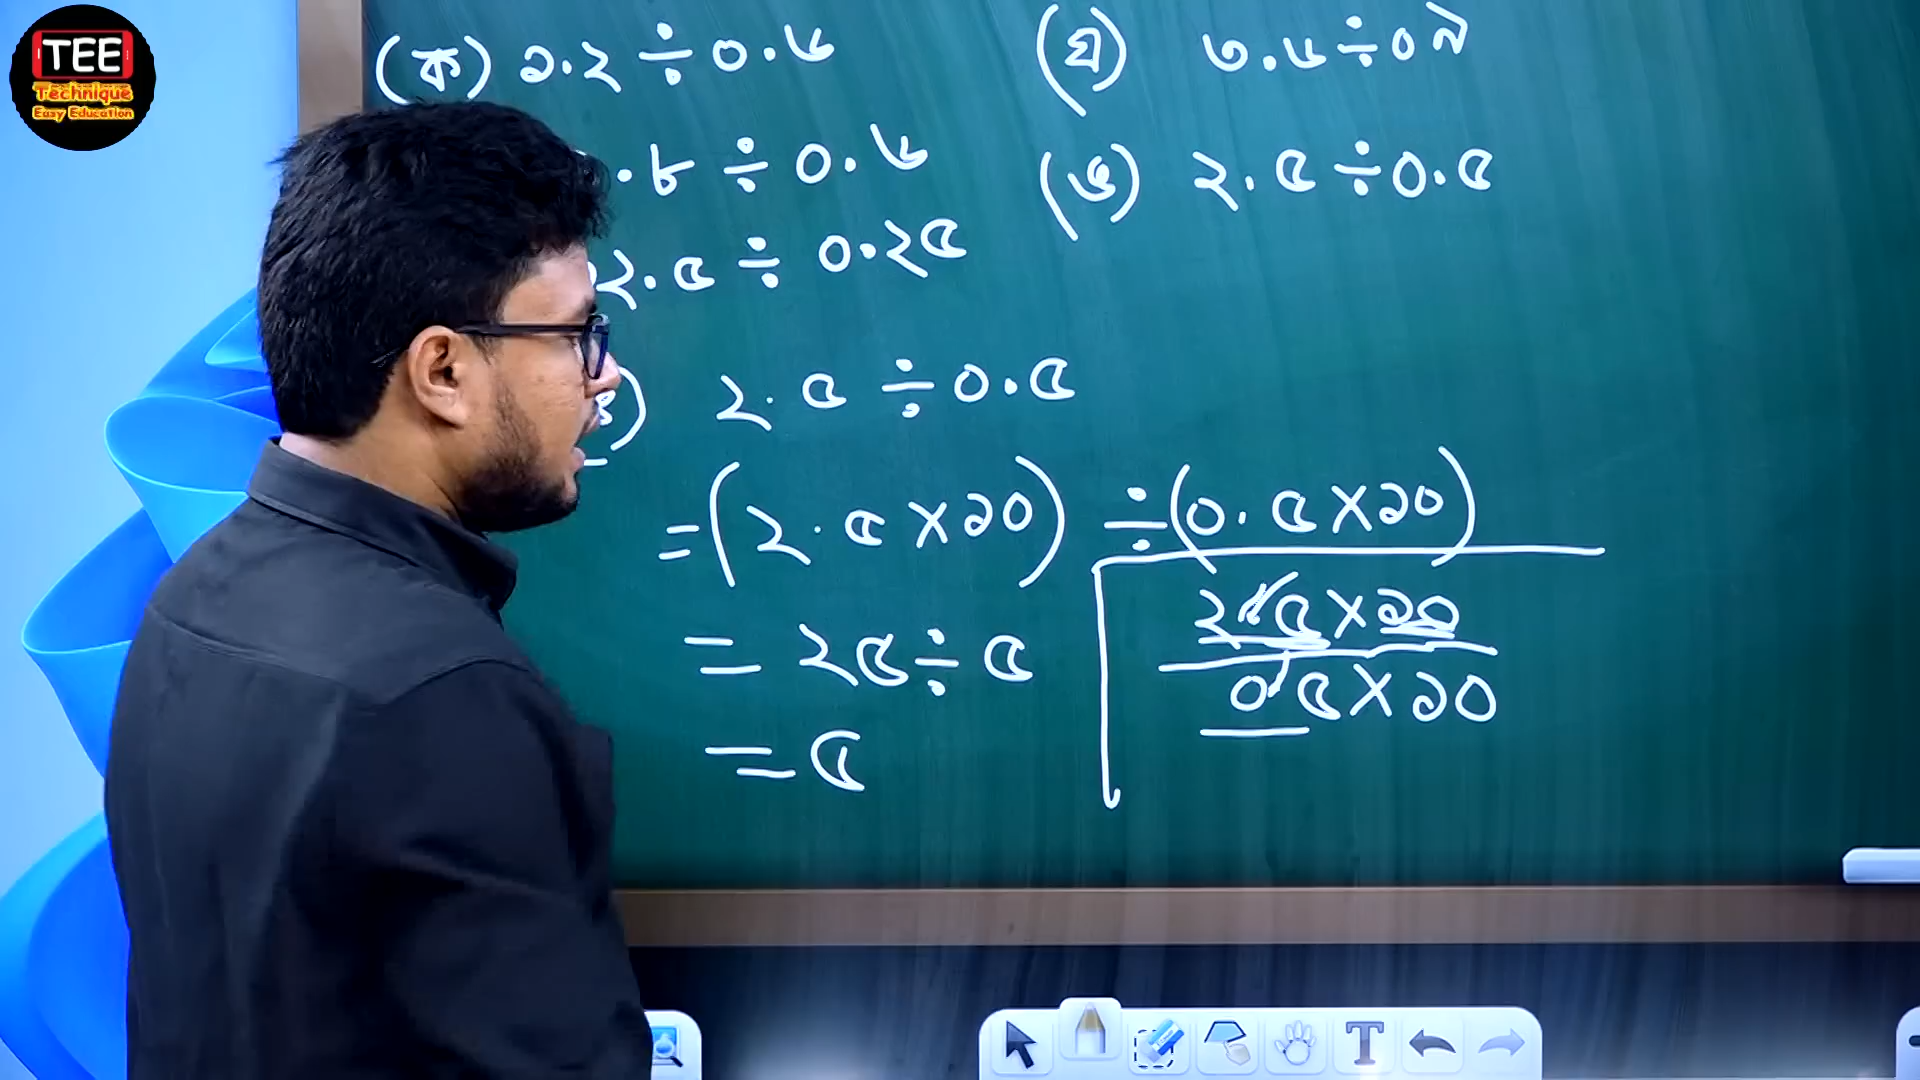 TEE
Technique
Easy Education
(ক) ১.২ ÷ ০.৬
(ঘ) ৩.৬ ÷ ০৯
.৮ ÷ ০.৬
(ঙ) ২.৫ ÷ ০.৫
২.৫ ÷ ০.২৫
২.৫ ÷ ০.৫
= (২.৫ × ১০) ÷ (০.৫ × ১০)
= ২৫ ÷ ৫
= ৫
২.৫ × ১০
০.৫ × ১০
T